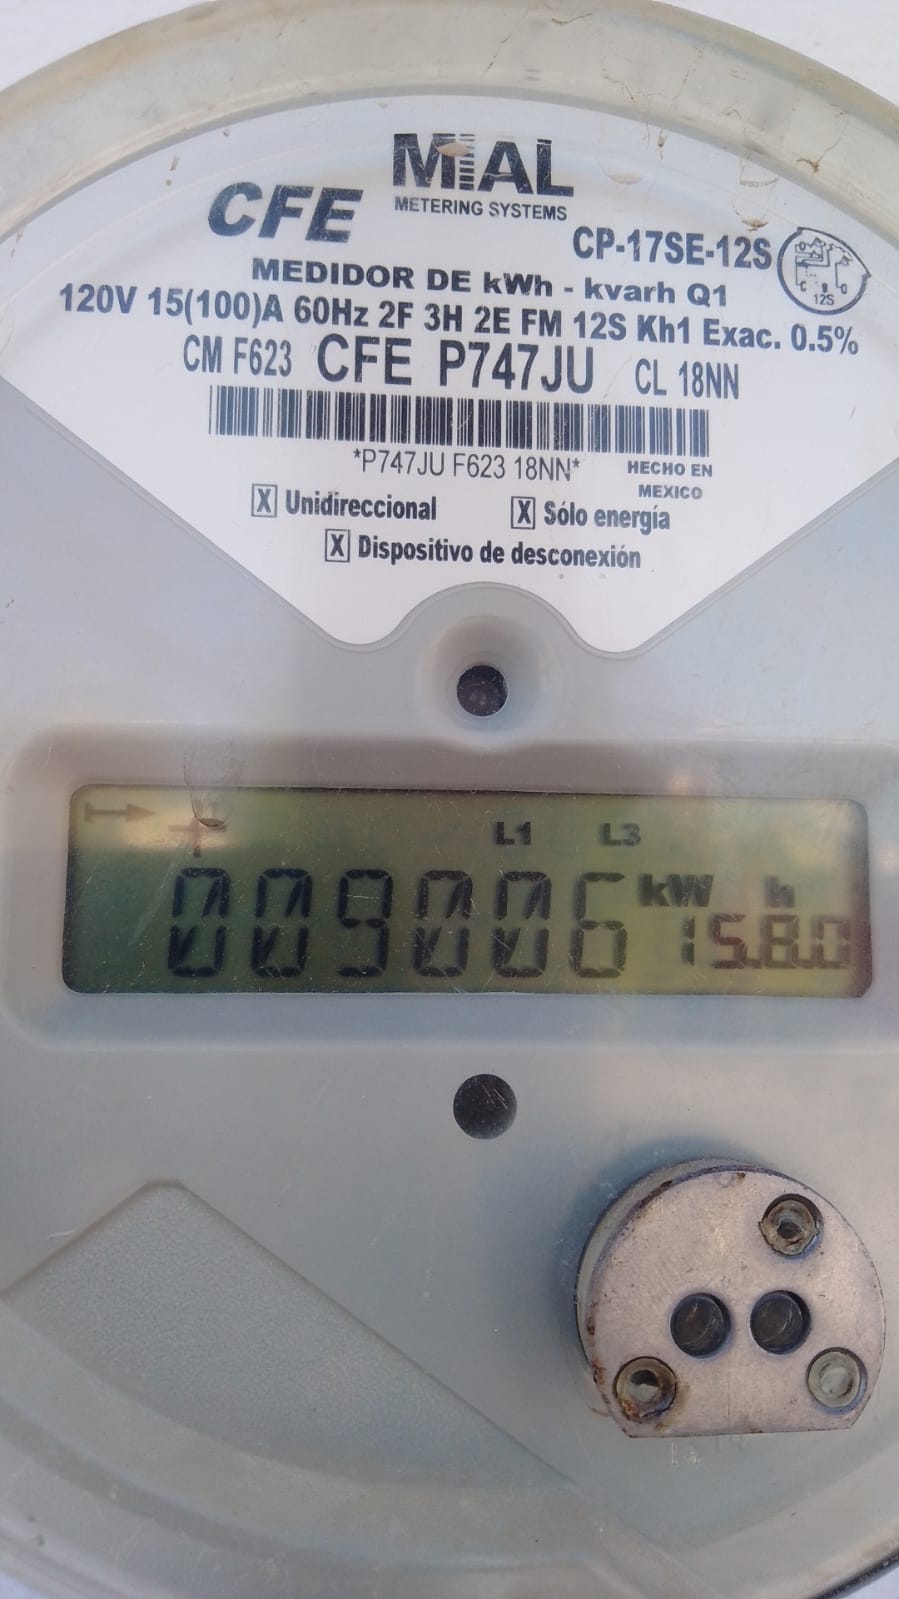 MIAL
METERING SYSTEMS
CFE
CP-17SE-12S
12S
MEDIDOR DE kWh - kvarh Q1
120V 15(100)A 60Hz 2F 3H 2E FM 12S Kh1 Exac. 0.5%
CM F623 CFE P747JU CL 18NN
*P747JU F623 18NN*
HECHO EN
MEXICO
X Unidireccional X Sólo energía
X Dispositivo de desconexión
L1 L3
009006 kW h 15.8.0